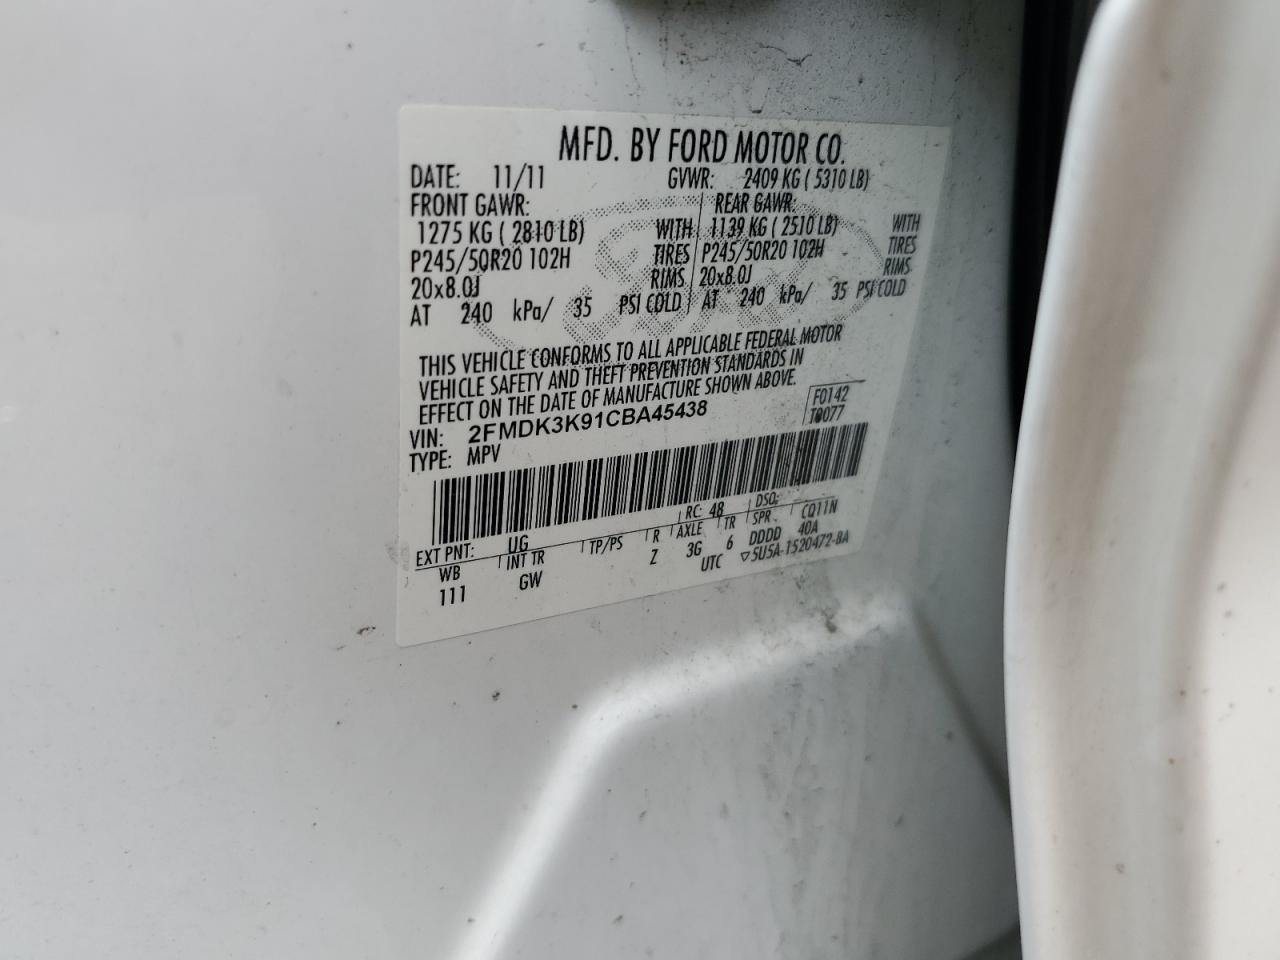 MFD. BY FORD MOTOR CO.
DATE: 11/11 GVWR: 2409 KG ( 5310 LB)
FRONT GAWR: REAR GAWR:
1275 KG ( 2810 LB) WITH 1139 KG ( 2510 LB) WITH
P245/50R20 102H TIRES P245/50R20 102H TIRES
20x8.0J RIMS 20x8.0J RIMS
AT 240 kPa/ 35 PSI COLD AT 240 kPa/ 35 PSI COLD
THIS VEHICLE CONFORMS TO ALL APPLICABLE FEDERAL MOTOR
VEHICLE SAFETY AND THEFT PREVENTION STANDARDS IN
EFFECT ON THE DATE OF MANUFACTURE SHOWN ABOVE.
VIN: 2FMDK3K91CBA45438 F0142
TYPE: MPV T0077
EXT PNT: UG RC: 48 DSO:
WB INT TR TP/PS R AXLE TR SPR CQ11N
111 GW Z 3G 6 DDDD 40A
UTC ▽5U5A-1520472-BA